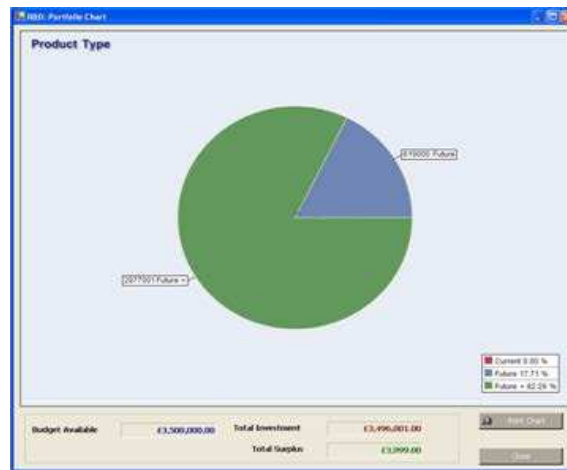 R&D: Portfolio Chart
Product Type
619000 Future
2877001 Future +
Current 0.00 %
Future 17.71 %
Future + 82.29 %
Budget Available
£3,500,000.00
Total Investment
£3,496,001.00
Total Surplus
£3,999.00
Print Chart
Close